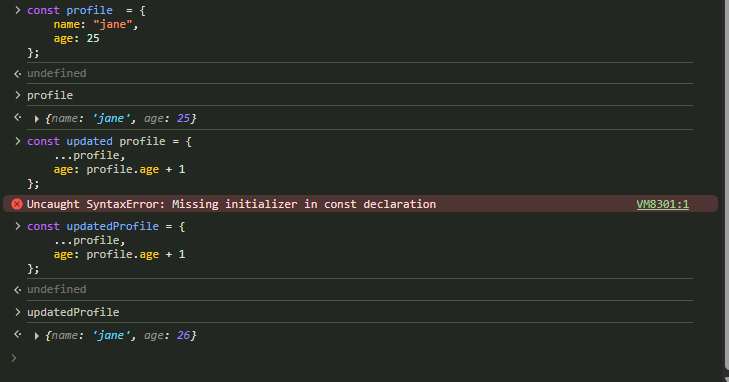 > const profile  = {
    name: "jane",
    age: 25
};
<· undefined
> profile
<· ▶ {name: 'jane', age: 25}
> const updated profile = {
    ...profile,
    age: profile.age + 1
};
Uncaught SyntaxError: Missing initializer in const declaration VM8301:1
> const updatedProfile = {
    ...profile,
    age: profile.age + 1
};
<· undefined
> updatedProfile
<· ▶ {name: 'jane', age: 26}
>